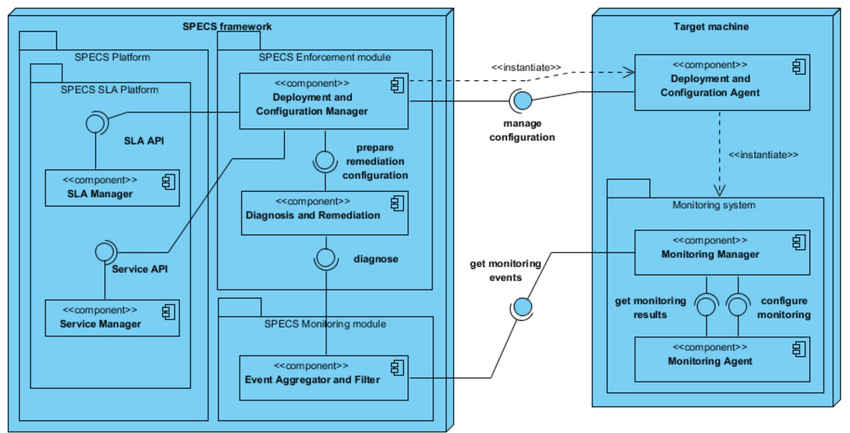 SPECS framework
SPECS Platform
SPECS SLA Platform
SLA API
<<component>>
SLA Manager
Service API
<<component>>
Service Manager
SPECS Enforcement module
<<component>>
Deployment and
Configuration Manager
prepare
remediation
configuration
<<component>>
Diagnosis and Remediation
diagnose
SPECS Monitoring module
<<component>>
Event Aggregator and Filter
<<instantiate>>
manage
configuration
get monitoring
events
Target machine
<<component>>
Deployment and
Configuration Agent
<<instantiate>>
Monitoring system
<<component>>
Monitoring Manager
get monitoring
results
configure
monitoring
<<component>>
Monitoring Agent